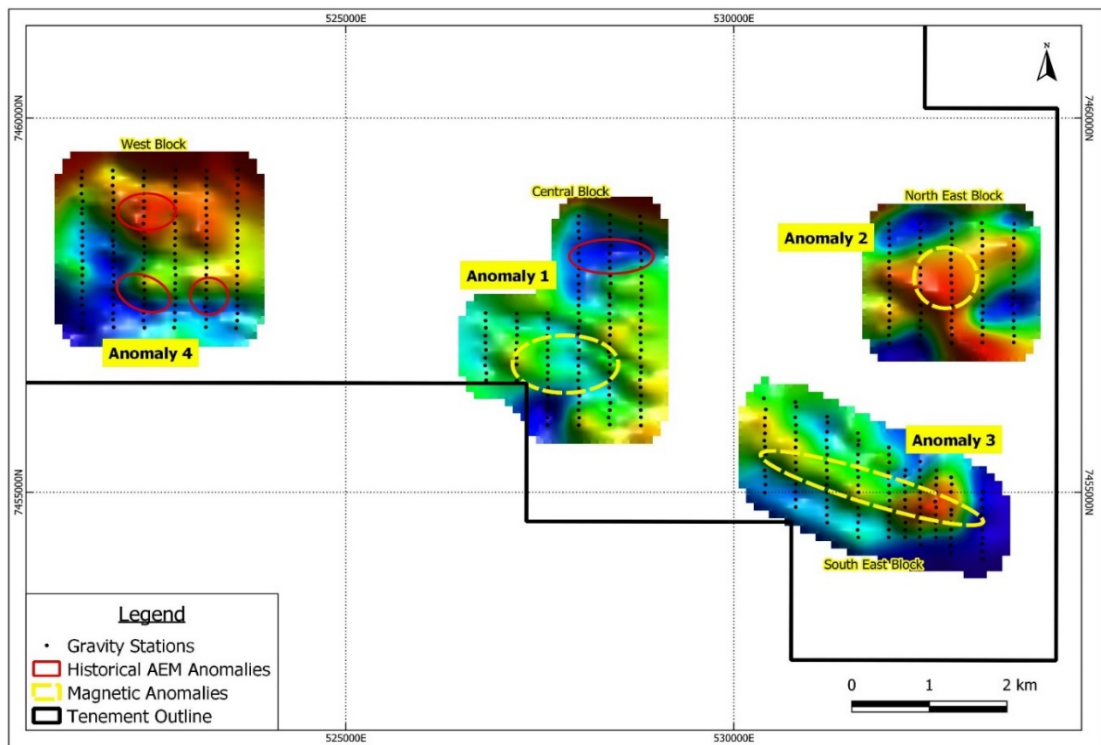 525000E
530000E
N
7460000N
7460000N
West Block
Central Block
North East Block
Anomaly 2
Anomaly 1
Anomaly 4
Anomaly 3
7455000N
7455000N
South East Block
Legend
Gravity Stations
Historical AEM Anomalies
Magnetic Anomalies
Tenement Outline
0 1 2 km
525000E
530000E